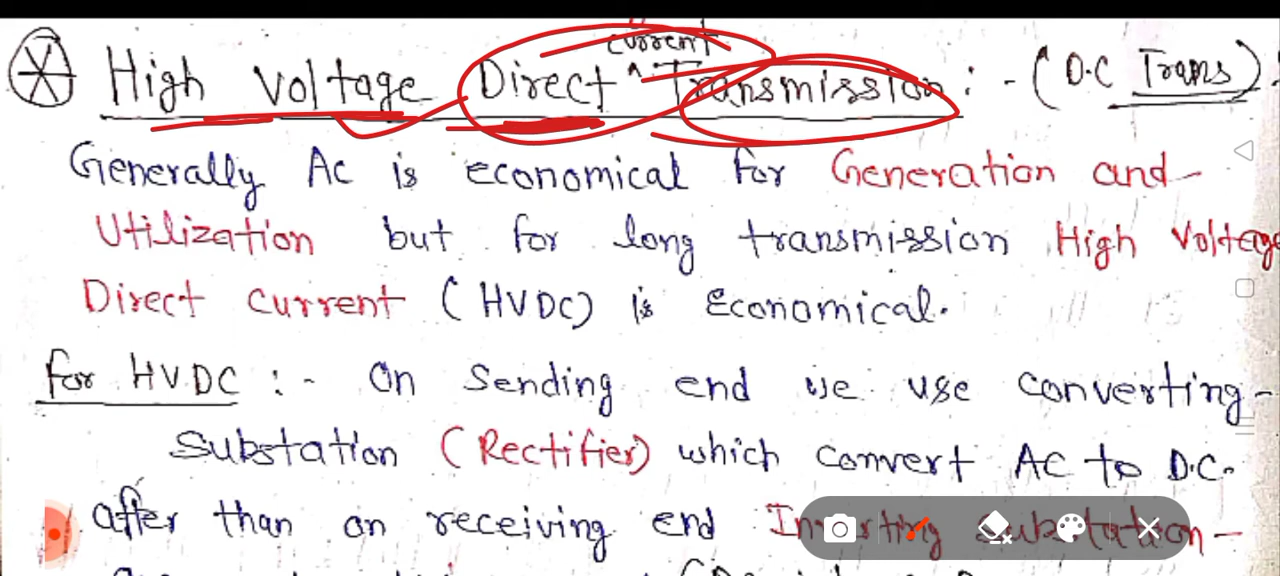 High Voltage Direct ^ current Transmission : - (D.C Trans)
Generally AC is economical for Generation and
Utilization but for long transmission High Voltage
Direct current (HVDC) is Economical.
for HVDC : - On Sending end we use converting-
Substation (Rectifier) which convert AC to D.C.
after than on receiving end Inverting Substation-